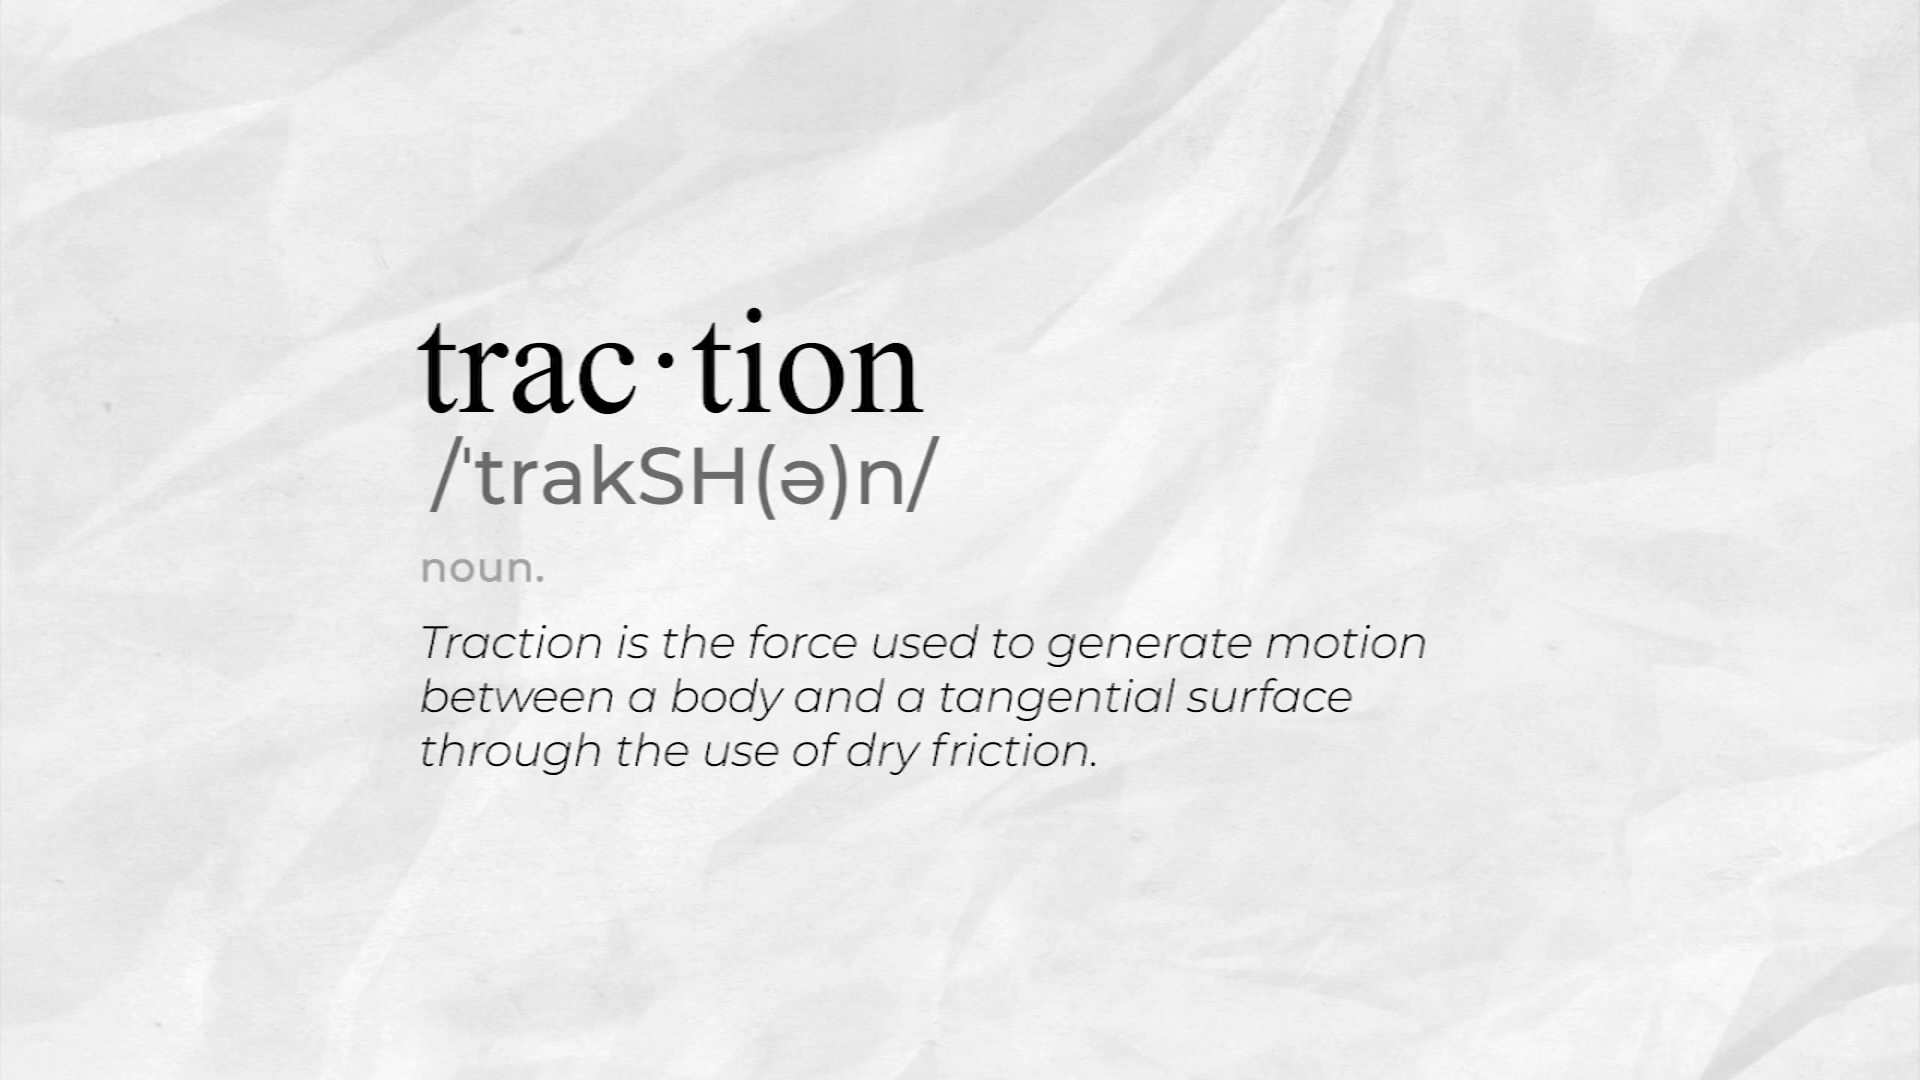 trac·tion
/ˈtrakSH(ə)n/
noun.
Traction is the force used to generate motion
between a body and a tangential surface
through the use of dry friction.